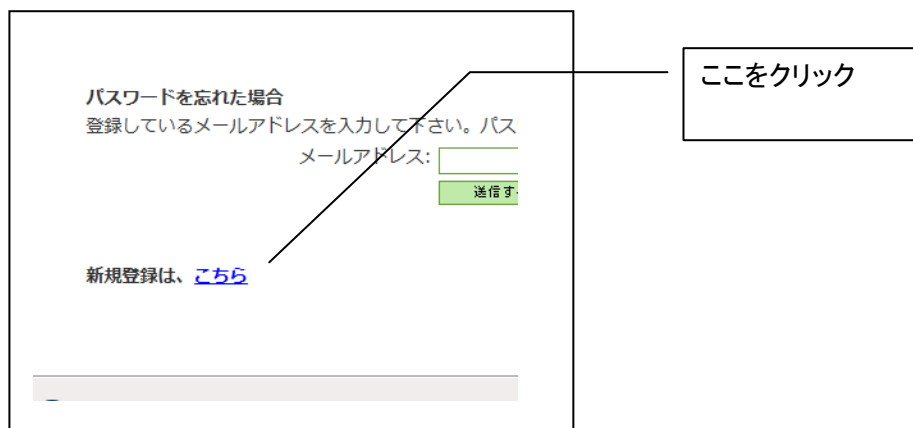 パスワードを忘れた場合
登録しているメールアドレスを入力して下さい。パス
メールアドレス:
送信す
新規登録は、こちら
ここをクリック